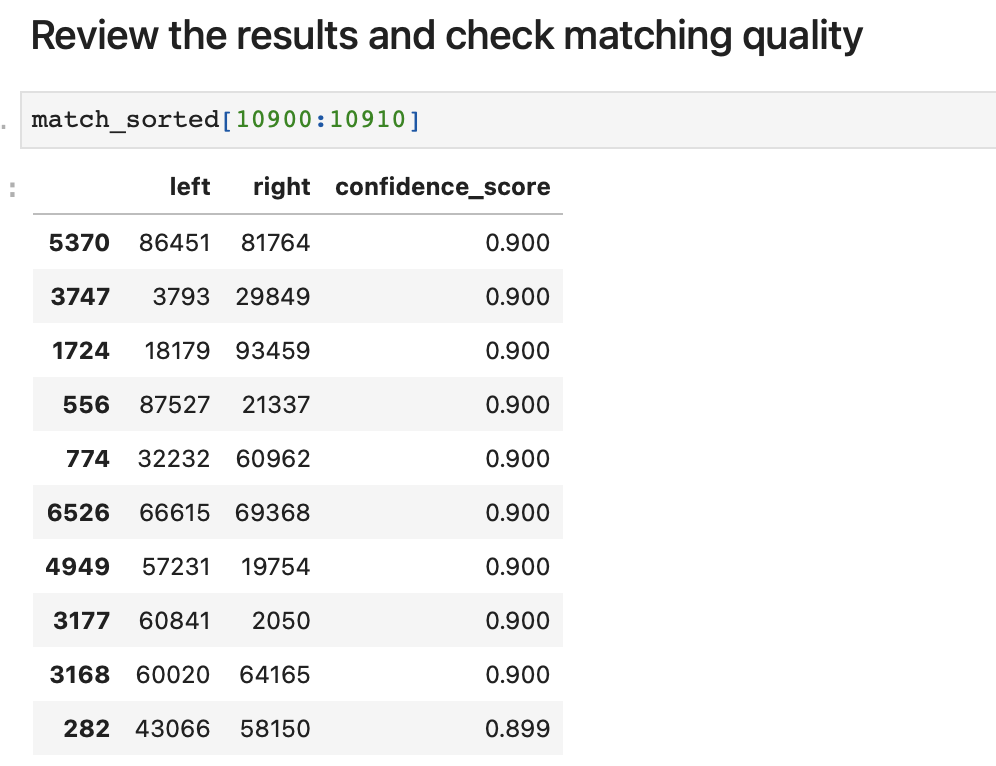 Review the results and check matching quality
.
match_sorted[10900:10910]
:
left right confidence_score
5370 86451 81764 0.900
3747 3793 29849 0.900
1724 18179 93459 0.900
556 87527 21337 0.900
774 32232 60962 0.900
6526 66615 69368 0.900
4949 57231 19754 0.900
3177 60841 2050 0.900
3168 60020 64165 0.900
282 43066 58150 0.899